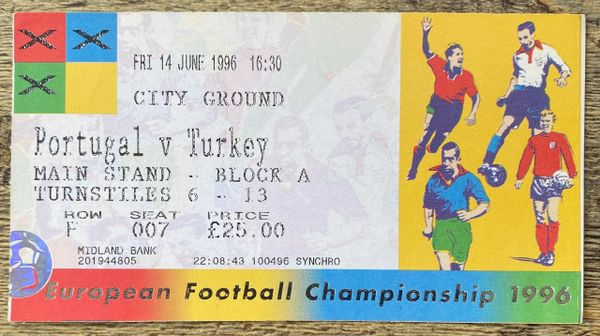 FRI 14 JUNE 1996 16:30
CITY GROUND
Portugal v Turkey
MAIN STAND - BLOCK A
TURNSTILES 6 - 13
ROW SEAT PRICE
F 007 £25.00
MIDLAND BANK
201944805 22:08:43 100496 SYNCHRO
European Football Championship 1996